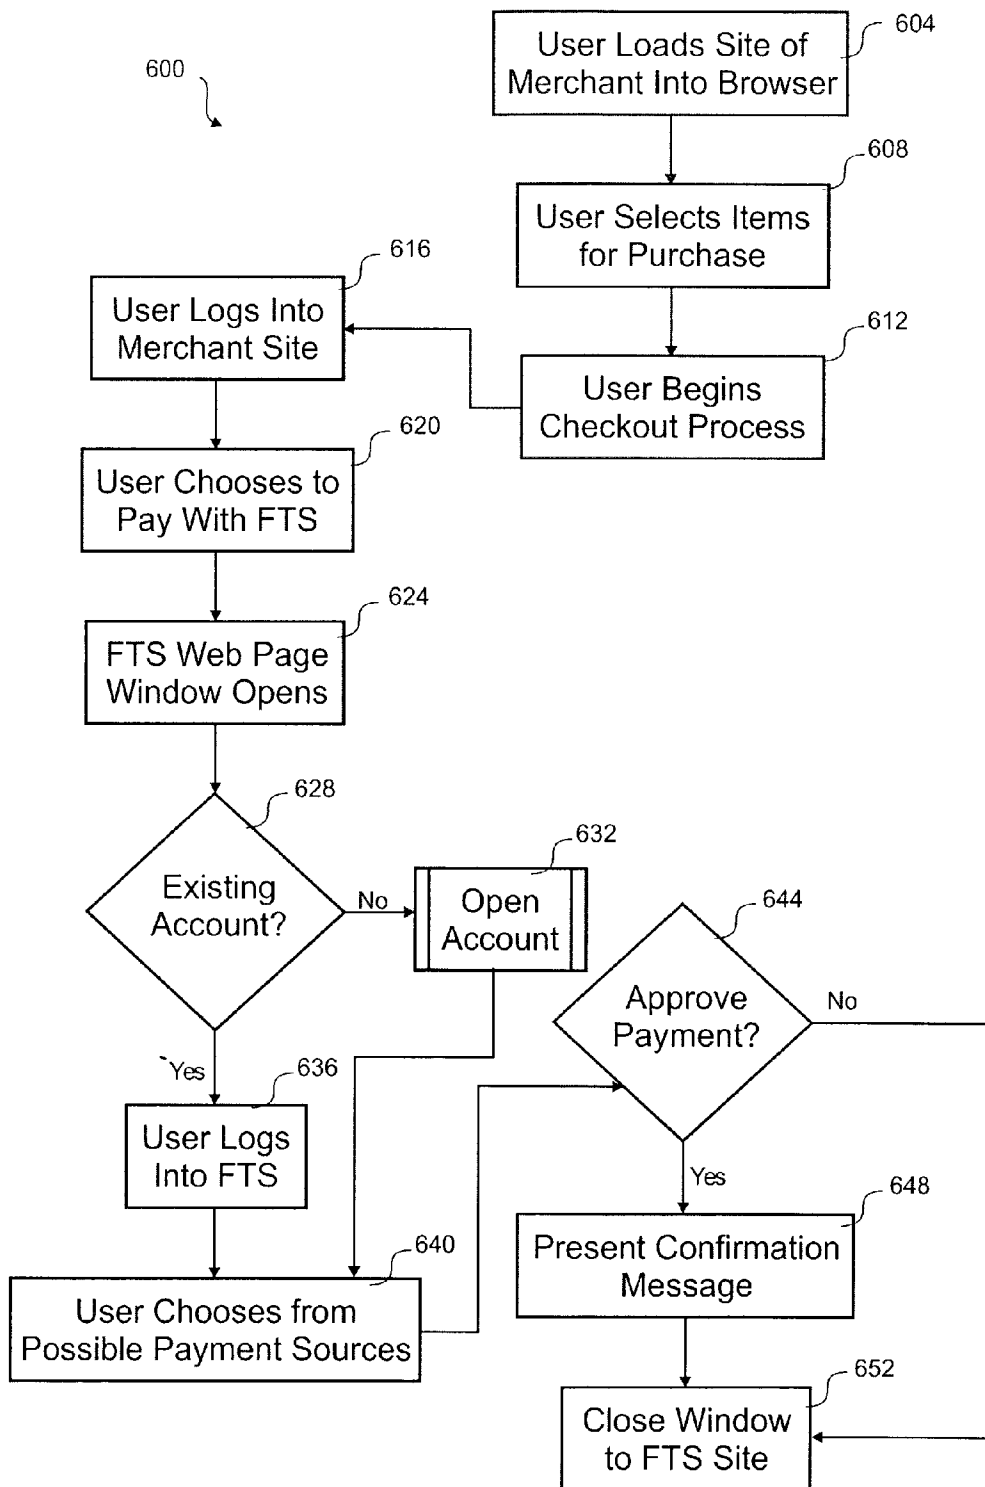 600
604
User Loads Site of
Merchant Into Browser
608
User Selects Items
for Purchase
612
User Begins
Checkout Process
616
User Logs Into
Merchant Site
620
User Chooses to
Pay With FTS
624
FTS Web Page
Window Opens
628
Existing
Account?
No
632
Open
Account
Yes
636
User Logs
Into FTS
640
User Chooses from
Possible Payment Sources
644
Approve
Payment?
No
Yes
648
Present Confirmation
Message
652
Close Window
to FTS Site